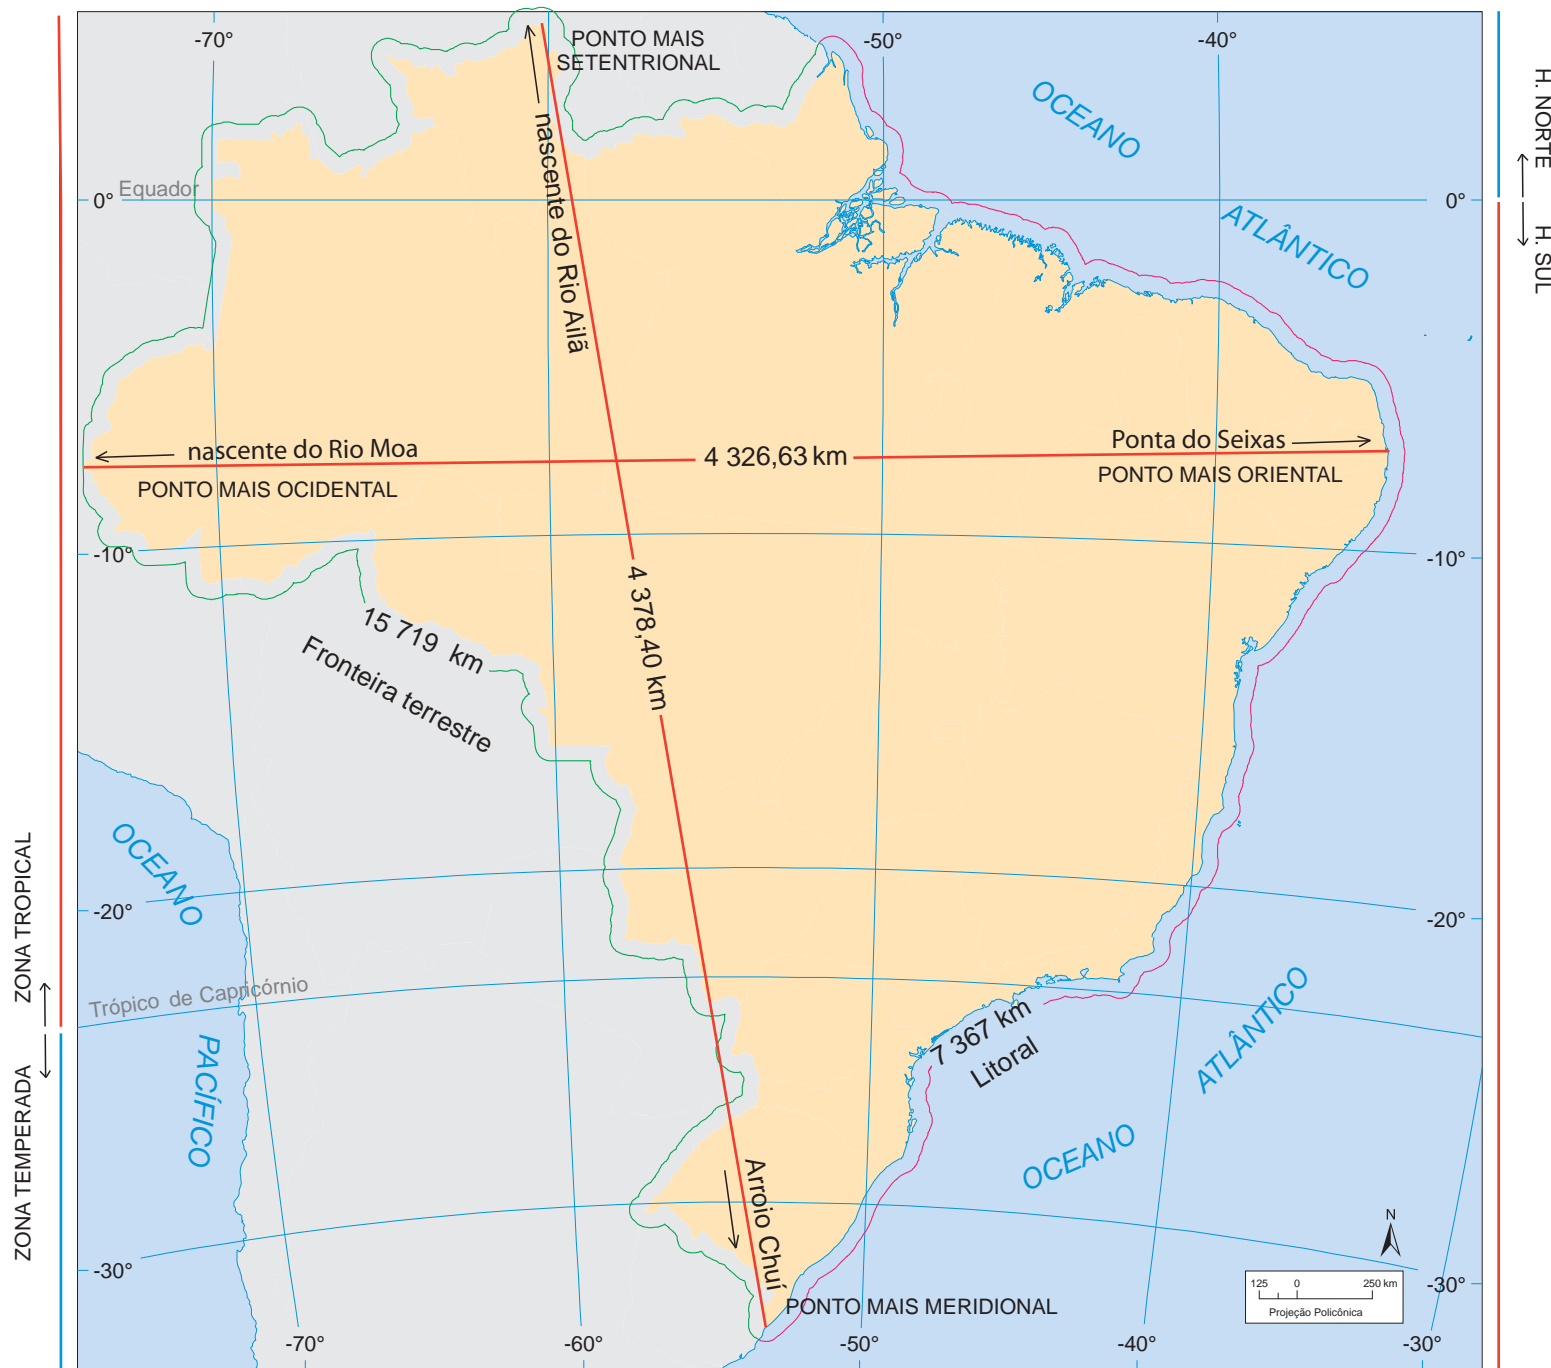 -70°
PONTO MAIS
SETENTRIONAL
-50°
-40°
OCEANO
ATLÂNTICO
H. NORTE
H. SUL
Equador
0°
0°
nascente do Rio Ailã
nascente do Rio Moa
PONTO MAIS OCIDENTAL
4 326,63 km
Ponta do Seixas
PONTO MAIS ORIENTAL
-10°
-10°
4 378,40 km
15 719 km
Fronteira terrestre
OCEANO
PACÍFICO
-20°
-20°
ZONA TROPICAL
ZONA TEMPERADA
Trópico de Capricórnio
7 367 km
Litoral
OCEANO
ATLÂNTICO
Arroio Chuí
PONTO MAIS MERIDIONAL
-30°
-30°
N
125 0 250 km
Projeção Policônica
-70°
-60°
-50°
-40°
-30°